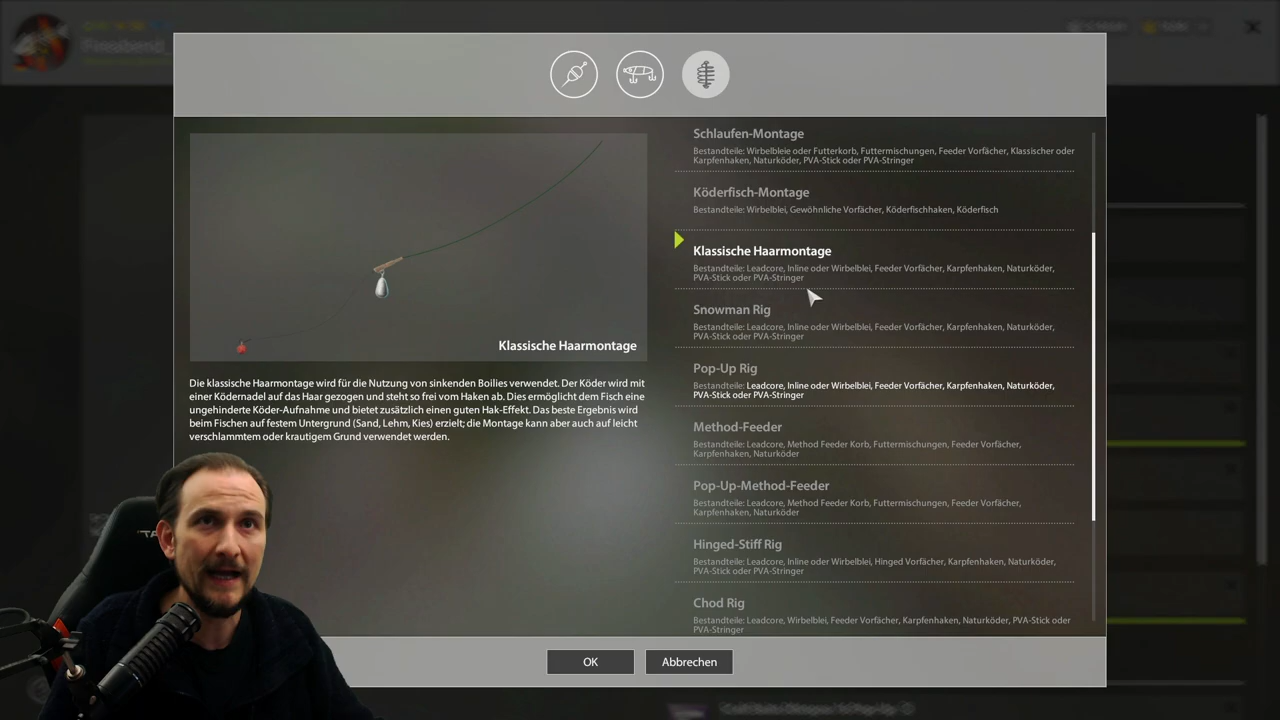 Schlaufen-Montage
Bestandteile: Wirbelbleie oder Futterkorb, Futtermischungen, Feeder Vorfächer, Klassischer oder
Karpfenhaken, Naturköder, PVA-Stick oder PVA-Stringer
Köderfisch-Montage
Bestandteile: Wirbelblei, Gewöhnliche Vorfächer, Köderfischhaken, Köderfisch
Klassische Haarmontage
Bestandteile: Leadcore, Inline oder Wirbelblei, Feeder Vorfächer, Karpfenhaken, Naturköder,
PVA-Stick oder PVA-Stringer
Snowman Rig
Bestandteile: Leadcore, Inline oder Wirbelblei, Feeder Vorfächer, Karpfenhaken, Naturköder,
PVA-Stick oder PVA-Stringer
Pop-Up Rig
Bestandteile: Leadcore, Inline oder Wirbelblei, Feeder Vorfächer, Karpfenhaken, Naturköder,
PVA-Stick oder PVA-Stringer
Method-Feeder
Bestandteile: Leadcore, Method Feeder Korb, Futtermischungen, Feeder Vorfächer,
Karpfenhaken, Naturköder
Pop-Up-Method-Feeder
Bestandteile: Leadcore, Method Feeder Korb, Futtermischungen, Feeder Vorfächer,
Karpfenhaken, Naturköder
Hinged-Stiff Rig
Bestandteile: Leadcore, Inline oder Wirbelblei, Hinged Vorfächer, Karpfenhaken, Naturköder,
PVA-Stick oder PVA-Stringer
Chod Rig
Bestandteile: Leadcore, Wirbelblei, Feeder Vorfächer, Karpfenhaken, Naturköder, PVA-Stick oder
PVA-Stringer
Klassische Haarmontage
Die klassische Haarmontage wird für die Nutzung von sinkenden Boilies verwendet. Der Köder wird mit
einer Ködernadel auf das Haar gezogen und steht so frei vom Haken ab. Dies ermöglicht dem Fisch eine
ungehinderte Köder-Aufnahme und bietet zusätzlich einen guten Hak-Effekt. Das beste Ergebnis wird
beim Fischen auf festem Untergrund (Sand, Lehm, Kies) erzielt; die Montage kann aber auch auf leicht
verschlammtem oder krautigem Grund verwendet werden.
OK
Abbrechen